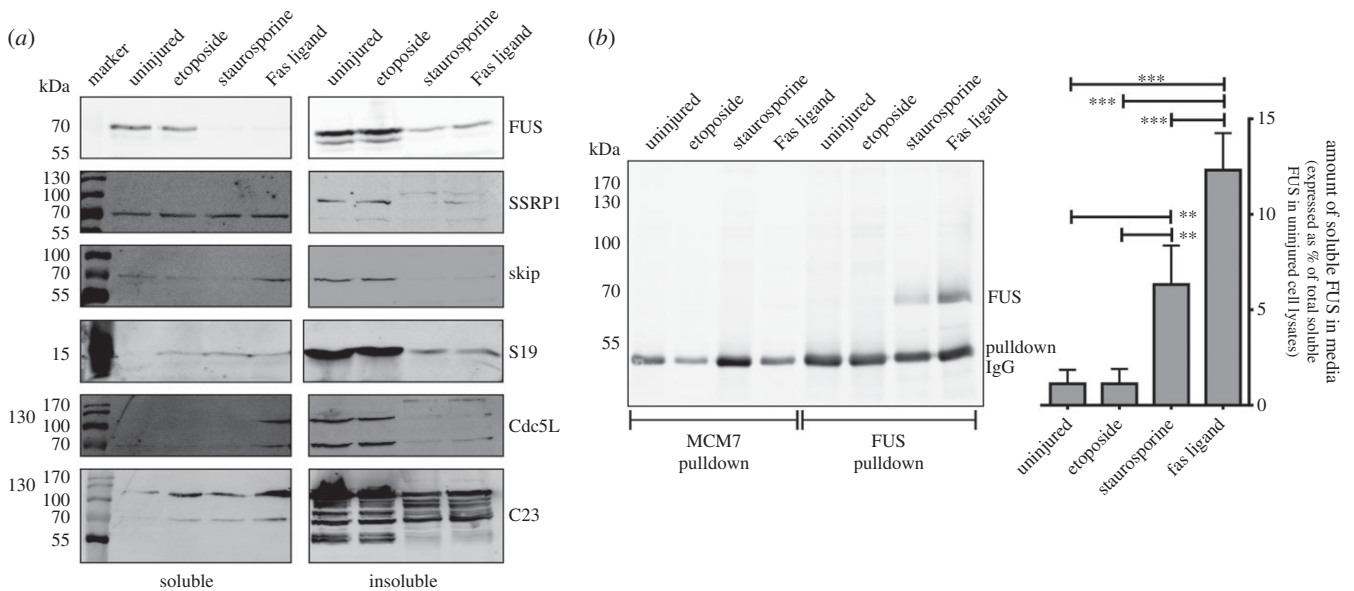 (a)
marker
uninjured
etoposide
staurosporine
Fas ligand
uninjured
etoposide
staurosporine
Fas ligand
kDa
70
55
FUS
130
100
70
55
SSRP1
100
70
55
skip
15
S19
170
130
100
70
Cdc5L
170
130
100
70
55
C23
soluble
insoluble
(b)
uninjured
etoposide
staurosporine
Fas ligand
uninjured
etoposide
staurosporine
Fas ligand
kDa
170
130
100
70
55
FUS
pulldown
IgG
MCM7
pulldown
FUS
pulldown
***
***
***
**
**
15
10
5
0
amount of soluble FUS in media
(expressed as % of total soluble
FUS in uninjured cell lysates)
uninjured
etoposide
staurosporine
fas ligand